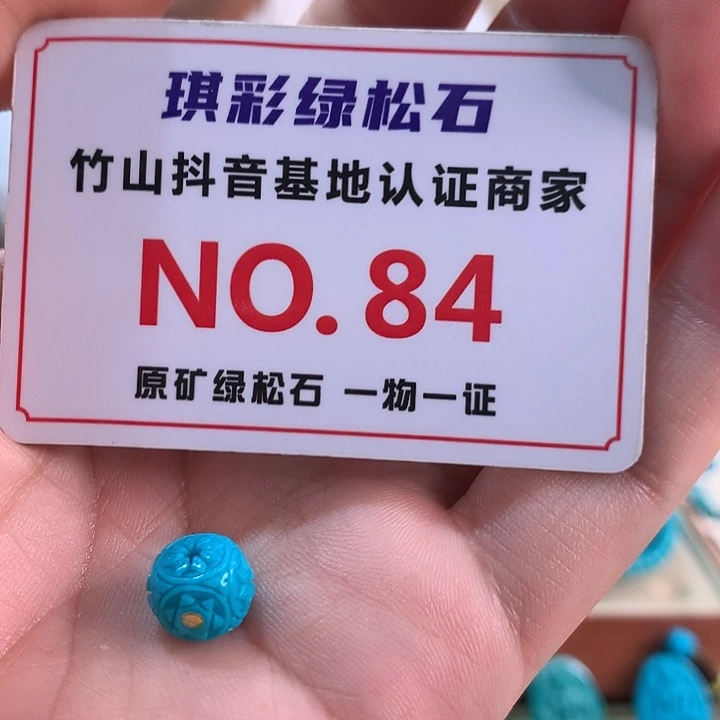 琪彩绿松石
竹山抖音基地认证商家
NO.84
原矿绿松石 一物一证